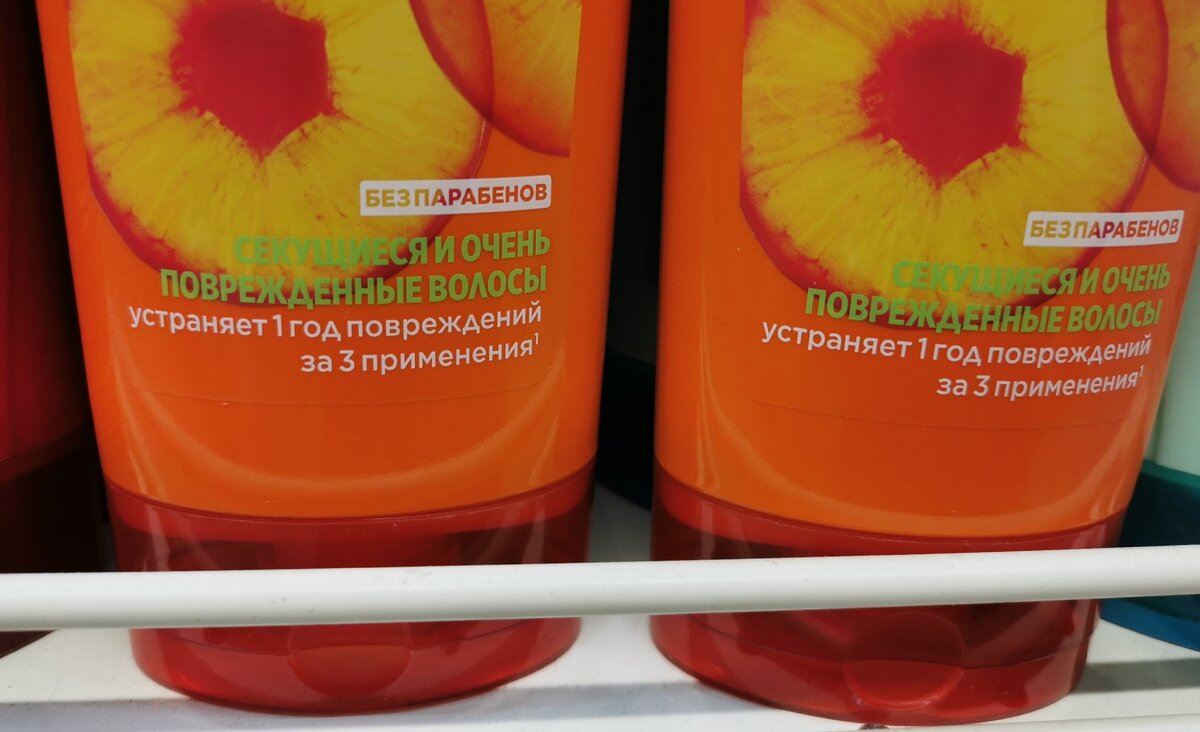 БЕЗ ПАРАБЕНОВ
СЕКУЩИЕСЯ И ОЧЕНЬ
ПОВРЕЖДЕННЫЕ ВОЛОСЫ
устраняет 1 год повреждений
за 3 применения¹
БЕЗ ПАРАБЕНОВ
СЕКУЩИЕСЯ И ОЧЕНЬ
ПОВРЕЖДЕННЫЕ ВОЛОСЫ
устраняет 1 год повреждений
за 3 применения¹